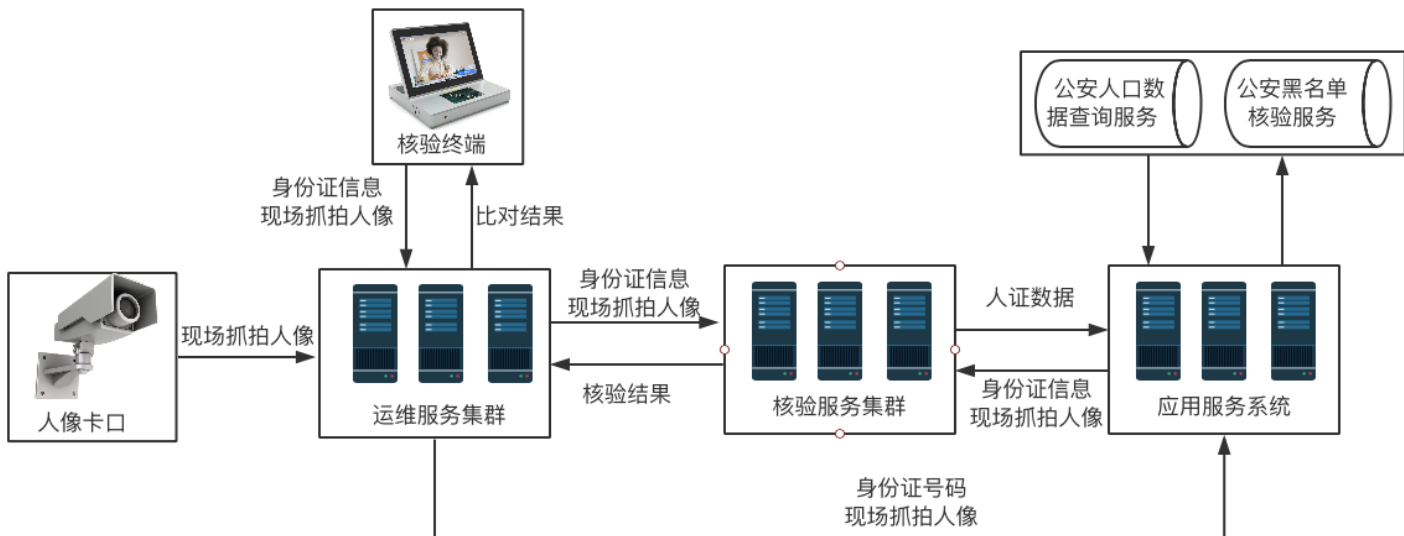 核验终端
公安人口数
据查询服务
公安黑名单
核验服务
身份证信息
现场抓拍人像
比对结果
现场抓拍人像
人像卡口
运维服务集群
身份证信息
现场抓拍人像
核验结果
核验服务集群
人证数据
身份证信息
现场抓拍人像
应用服务系统
身份证号码
现场抓拍人像